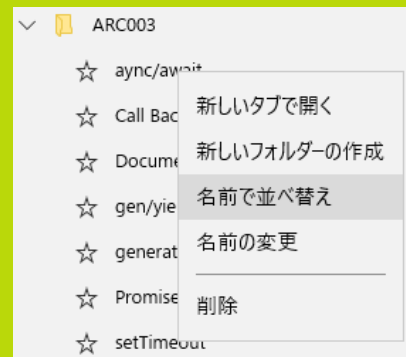 ARC003
aync/await
新しいタブで開く
Call Bac
新しいフォルダーの作成
Docume
名前で並べ替え
gen/yie
名前の変更
generat
Promise
削除
setTimeout